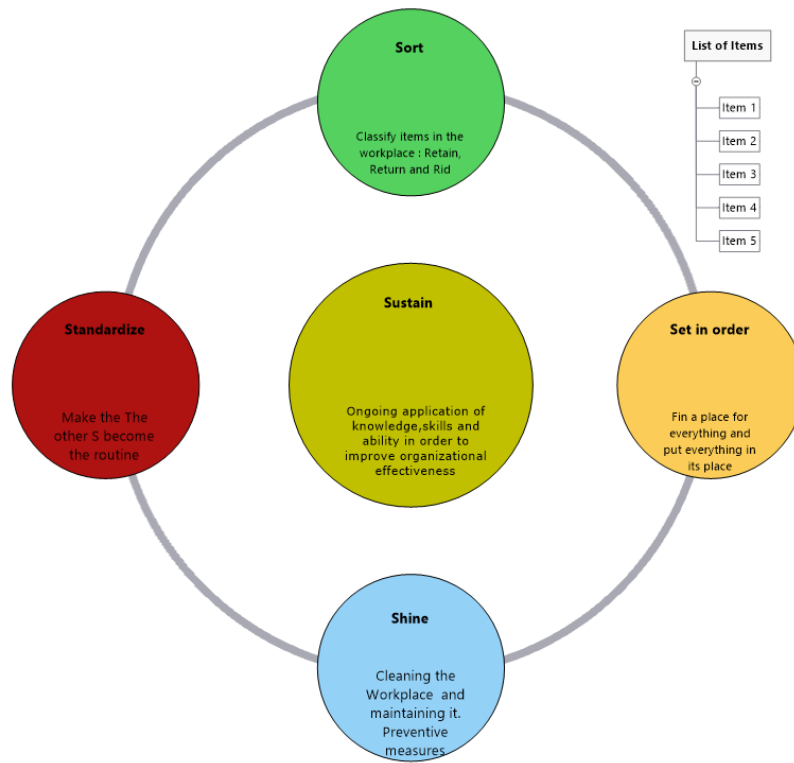 Sort
Classify items in the
workplace : Retain,
Return and Rid
List of Items
Item 1
Item 2
Item 3
Item 4
Item 5
Standardize
Make the The
other S become
the routine
Sustain
Ongoing application of
knowledge,skills and
ability in order to
improve organizational
effectiveness
Set in order
Fin a place for
everything and
put everything in
its place
Shine
Cleaning the
Workplace and
maintaining it.
Preventive
measures